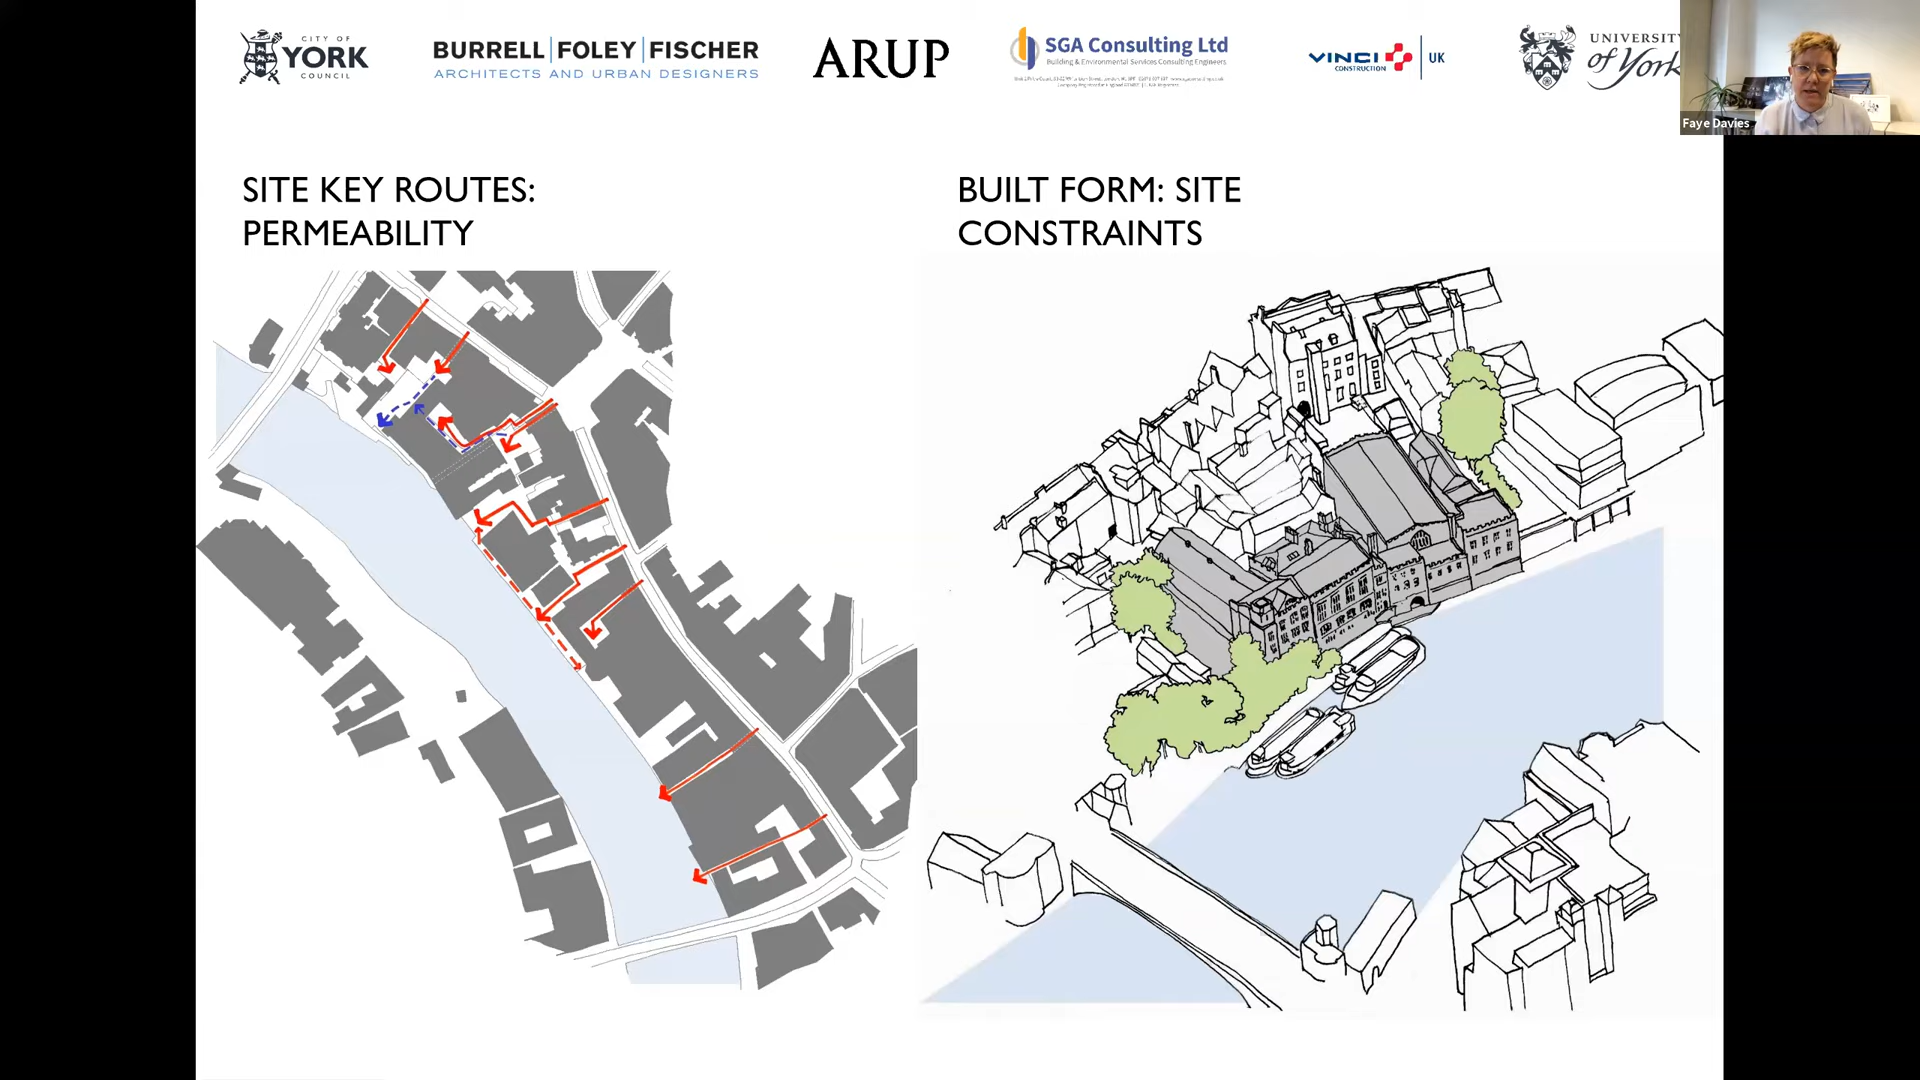 CITY OF
YORK
COUNCIL
BURRELL|FOLEY|FISCHER
ARCHITECTS AND URBAN DESIGNERS
ARUP
SGA Consulting Ltd
Building & Environmental Services Consulting Engineers
VINCI
CONSTRUCTION
UK
UNIVERSITY
of York
Faye Davies
SITE KEY ROUTES:
PERMEABILITY
BUILT FORM: SITE
CONSTRAINTS